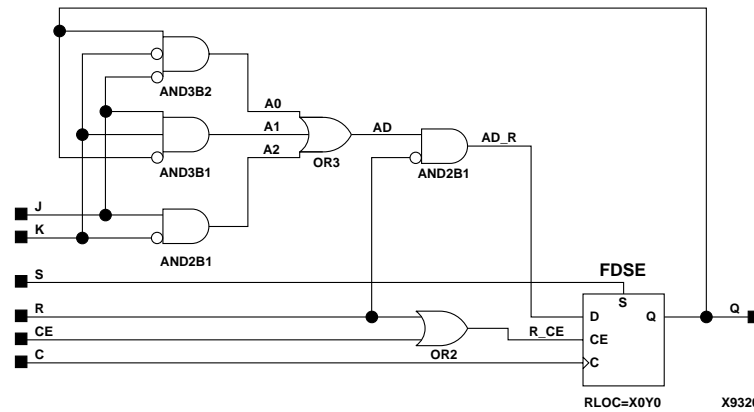 AND3B2
A0
A1
A2
AND3B1
OR3
AD
AND2B1
AD_R
J
K
AND2B1
S
FDSE
S
R
D
Q
Q
CE
OR2
R_CE
CE
C
C
RLOC=X0Y0